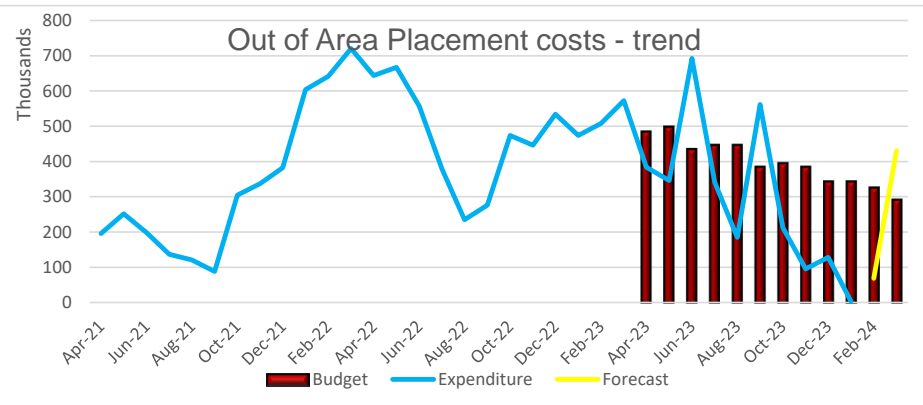 Out of Area Placement costs - trend
Thousands
800
700
600
500
400
300
200
100
0
Apr-21
Jun-21
Aug-21
Oct-21
Dec-21
Feb-22
Apr-22
Jun-22
Aug-22
Oct-22
Dec-22
Feb-23
Apr-23
Jun-23
Aug-23
Oct-23
Dec-23
Feb-24
Budget
Expenditure
Forecast